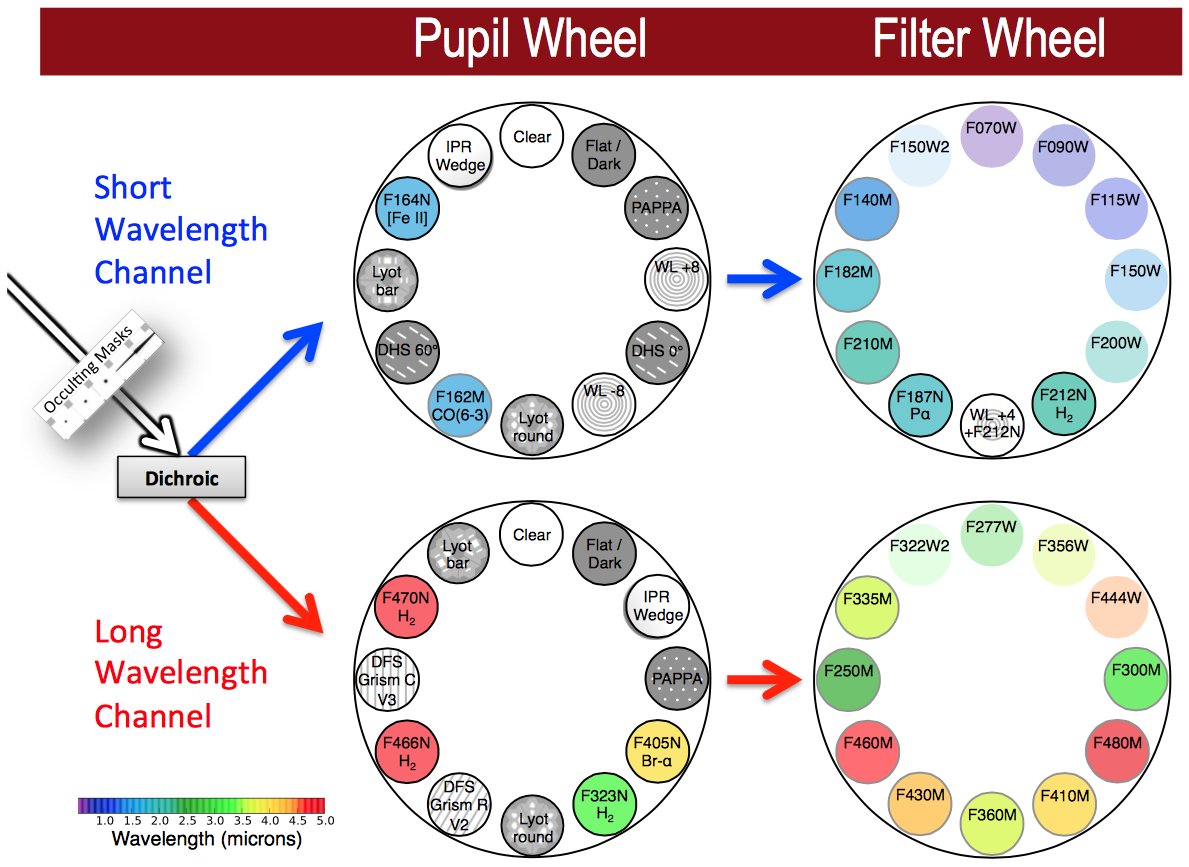 Pupil Wheel
Filter Wheel
Short
Wavelength
Channel
Occulting Masks
Dichroic
Long
Wavelength
Channel
Clear
Flat /
Dark
PAPPA
WL +8
DHS 0°
WL -8
Lyot
round
F162M
CO(6-3)
DHS 60°
Lyot
bar
F164N
[Fe II]
IPR
Wedge
F070W
F090W
F115W
F150W
F200W
F212N
H₂
WL +4
+F212N
F187N
Pα
F210M
F182M
F140M
F150W2
Clear
Flat /
Dark
IPR
Wedge
PAPPA
F405N
Br-α
F323N
H₂
Lyot
round
DFS
Grism R
V2
F466N
H₂
DFS
Grism C
V3
F470N
H₂
Lyot
bar
F277W
F356W
F444W
F300M
F480M
F410M
F360M
F430M
F460M
F250M
F335M
F322W2
1.0 1.5 2.0 2.5 3.0 3.5 4.0 4.5 5.0
Wavelength (microns)